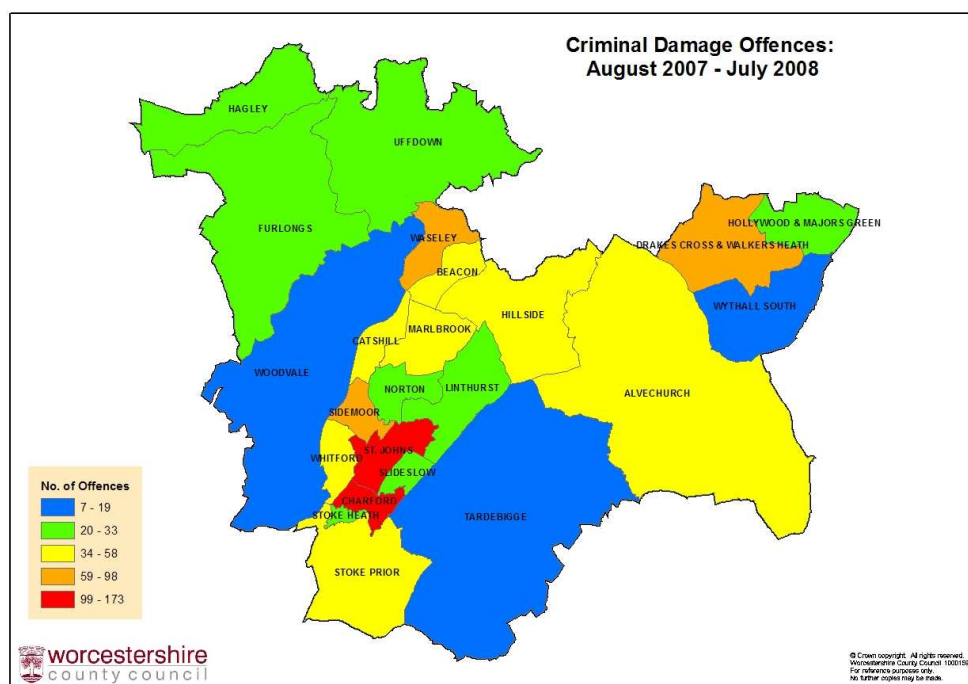 Criminal Damage Offences:
August 2007 - July 2008
HAGLEY
UFFDOWN
FURLONGS
WASELEY
HOLLYWOOD & MAJORS GREEN
DRAKES CROSS & WALKERS HEATH
BEACON
WYTHALL SOUTH
HILLSIDE
MARLBROOK
CATSHILL
WOODVALE
NORTON
LINTHURST
ALVECHURCH
SIDEMOOR
ST. JOHNS
WHITFORD
SLIDESLOW
CHARFORD
STOKE HEATH
TARDEBIGGE
STOKE PRIOR
No. of Offences
7 - 19
20 - 33
34 - 58
59 - 98
99 - 173
worcestershire
county council
© Crown copyright. All rights reserved.
Worcestershire County Council
For reference purposes only.
No further copies may be made.